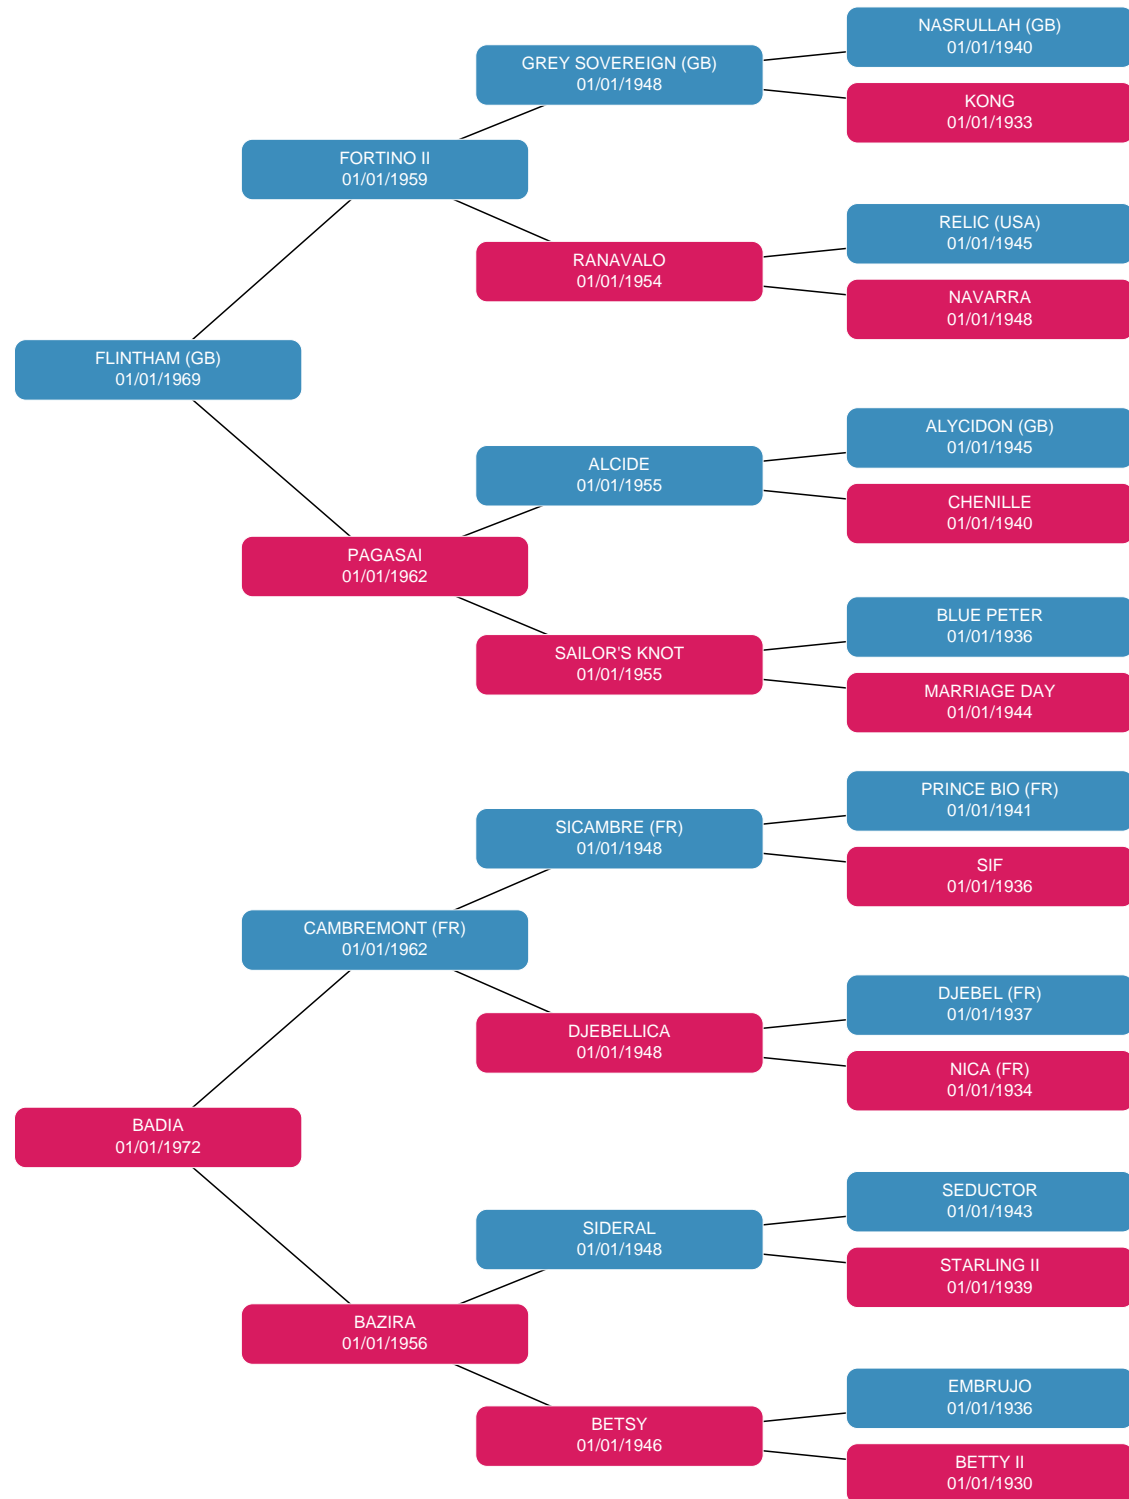 NASRULLAH (GB)
01/01/1940
GREY SOVEREIGN (GB)
01/01/1948
KONG
01/01/1933
FORTINO II
01/01/1959
RELIC (USA)
01/01/1945
RANAVALO
01/01/1954
NAVARRA
01/01/1948
FLINTHAM (GB)
01/01/1969
ALYCIDON (GB)
01/01/1945
ALCIDE
01/01/1955
CHENILLE
01/01/1940
PAGASAI
01/01/1962
BLUE PETER
01/01/1936
SAILOR'S KNOT
01/01/1955
MARRIAGE DAY
01/01/1944
PRINCE BIO (FR)
01/01/1941
SICAMBRE (FR)
01/01/1948
SIF
01/01/1936
CAMBREMONT (FR)
01/01/1962
DJEBEL (FR)
01/01/1937
DJEBELLICA
01/01/1948
NICA (FR)
01/01/1934
BADIA
01/01/1972
SEDUCTOR
01/01/1943
SIDERAL
01/01/1948
STARLING II
01/01/1939
BAZIRA
01/01/1956
EMBRUJO
01/01/1936
BETSY
01/01/1946
BETTY II
01/01/1930